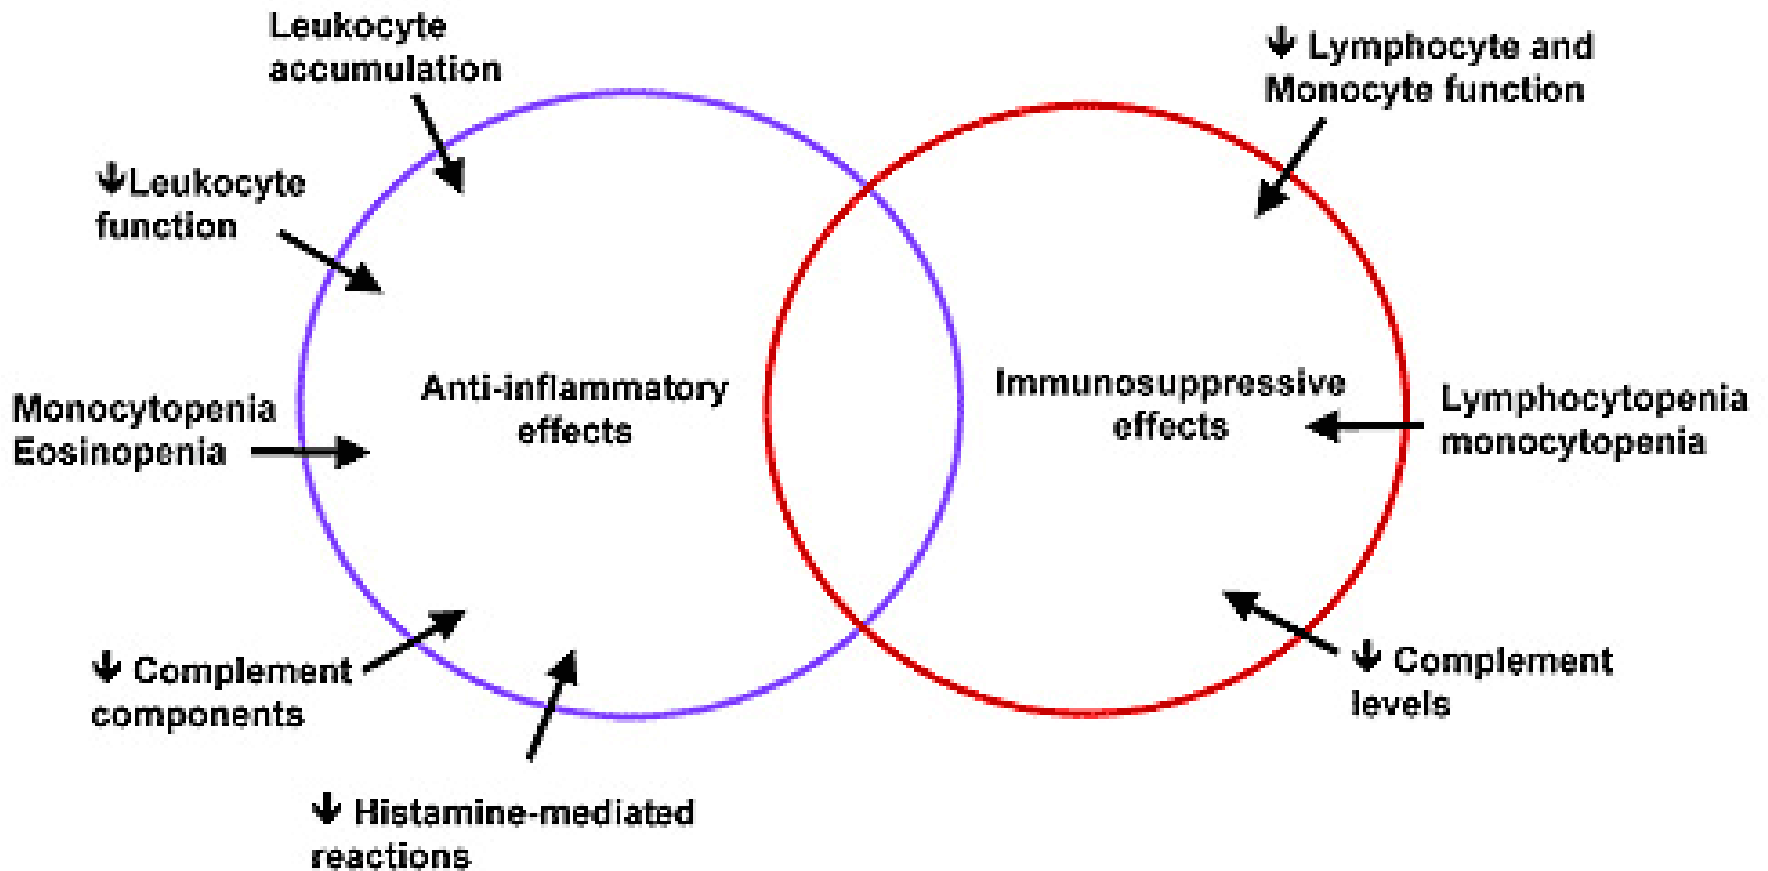 Leukocyte
accumulation
↓ Lymphocyte and
Monocyte function
↓Leukocyte
function
Anti-inflammatory
effects
Immunosuppressive
effects
Monocytopenia
Eosinopenia
Lymphocytopenia
monocytopenia
↓ Complement
components
↓ Complement
levels
↓ Histamine-mediated
reactions